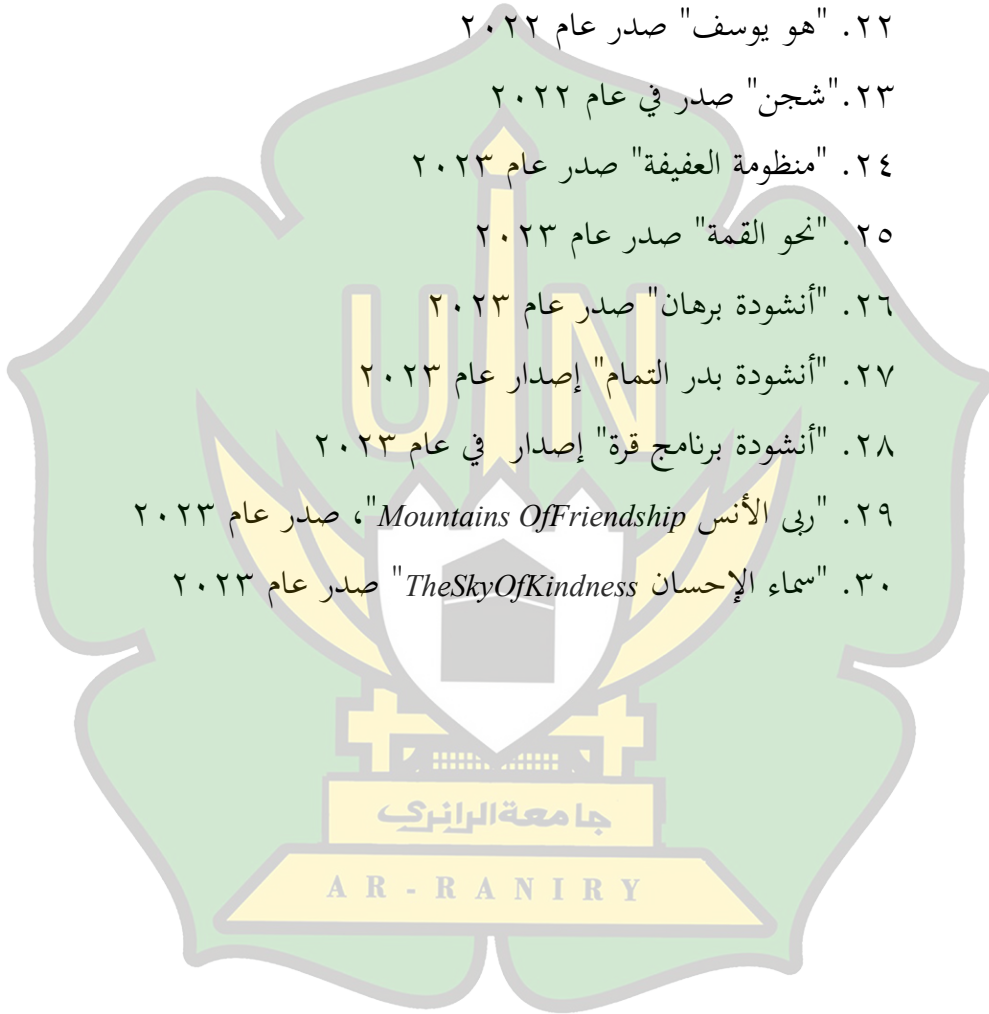 ٢٢. "هو يوسف" صدر عام ٢٠٢٢
٢٣."شجن" صدر في عام ٢٠٢٢
٢٤. "منظومة العفيفة" صدر عام ٢٠٢٣
٢٥. "نحو القمة" صدر عام ٢٠٢٣
٢٦. "أنشودة برهان" صدر عام ٢٠٢٣
٢٧. "أنشودة بدر التمام" إصدار عام ٢٠٢٣
٢٨. "أنشودة برنامج قرة" إصدار في عام ٢٠٢٣
٢٩. "ربى الأنس Mountains OfFriendship"، صدر عام ٢٠٢٣
٣٠. "سماء الإحسان TheSkyOfKindness" صدر عام ٢٠٢٣
UIN
جامعةالرانري
AR-RANIRY